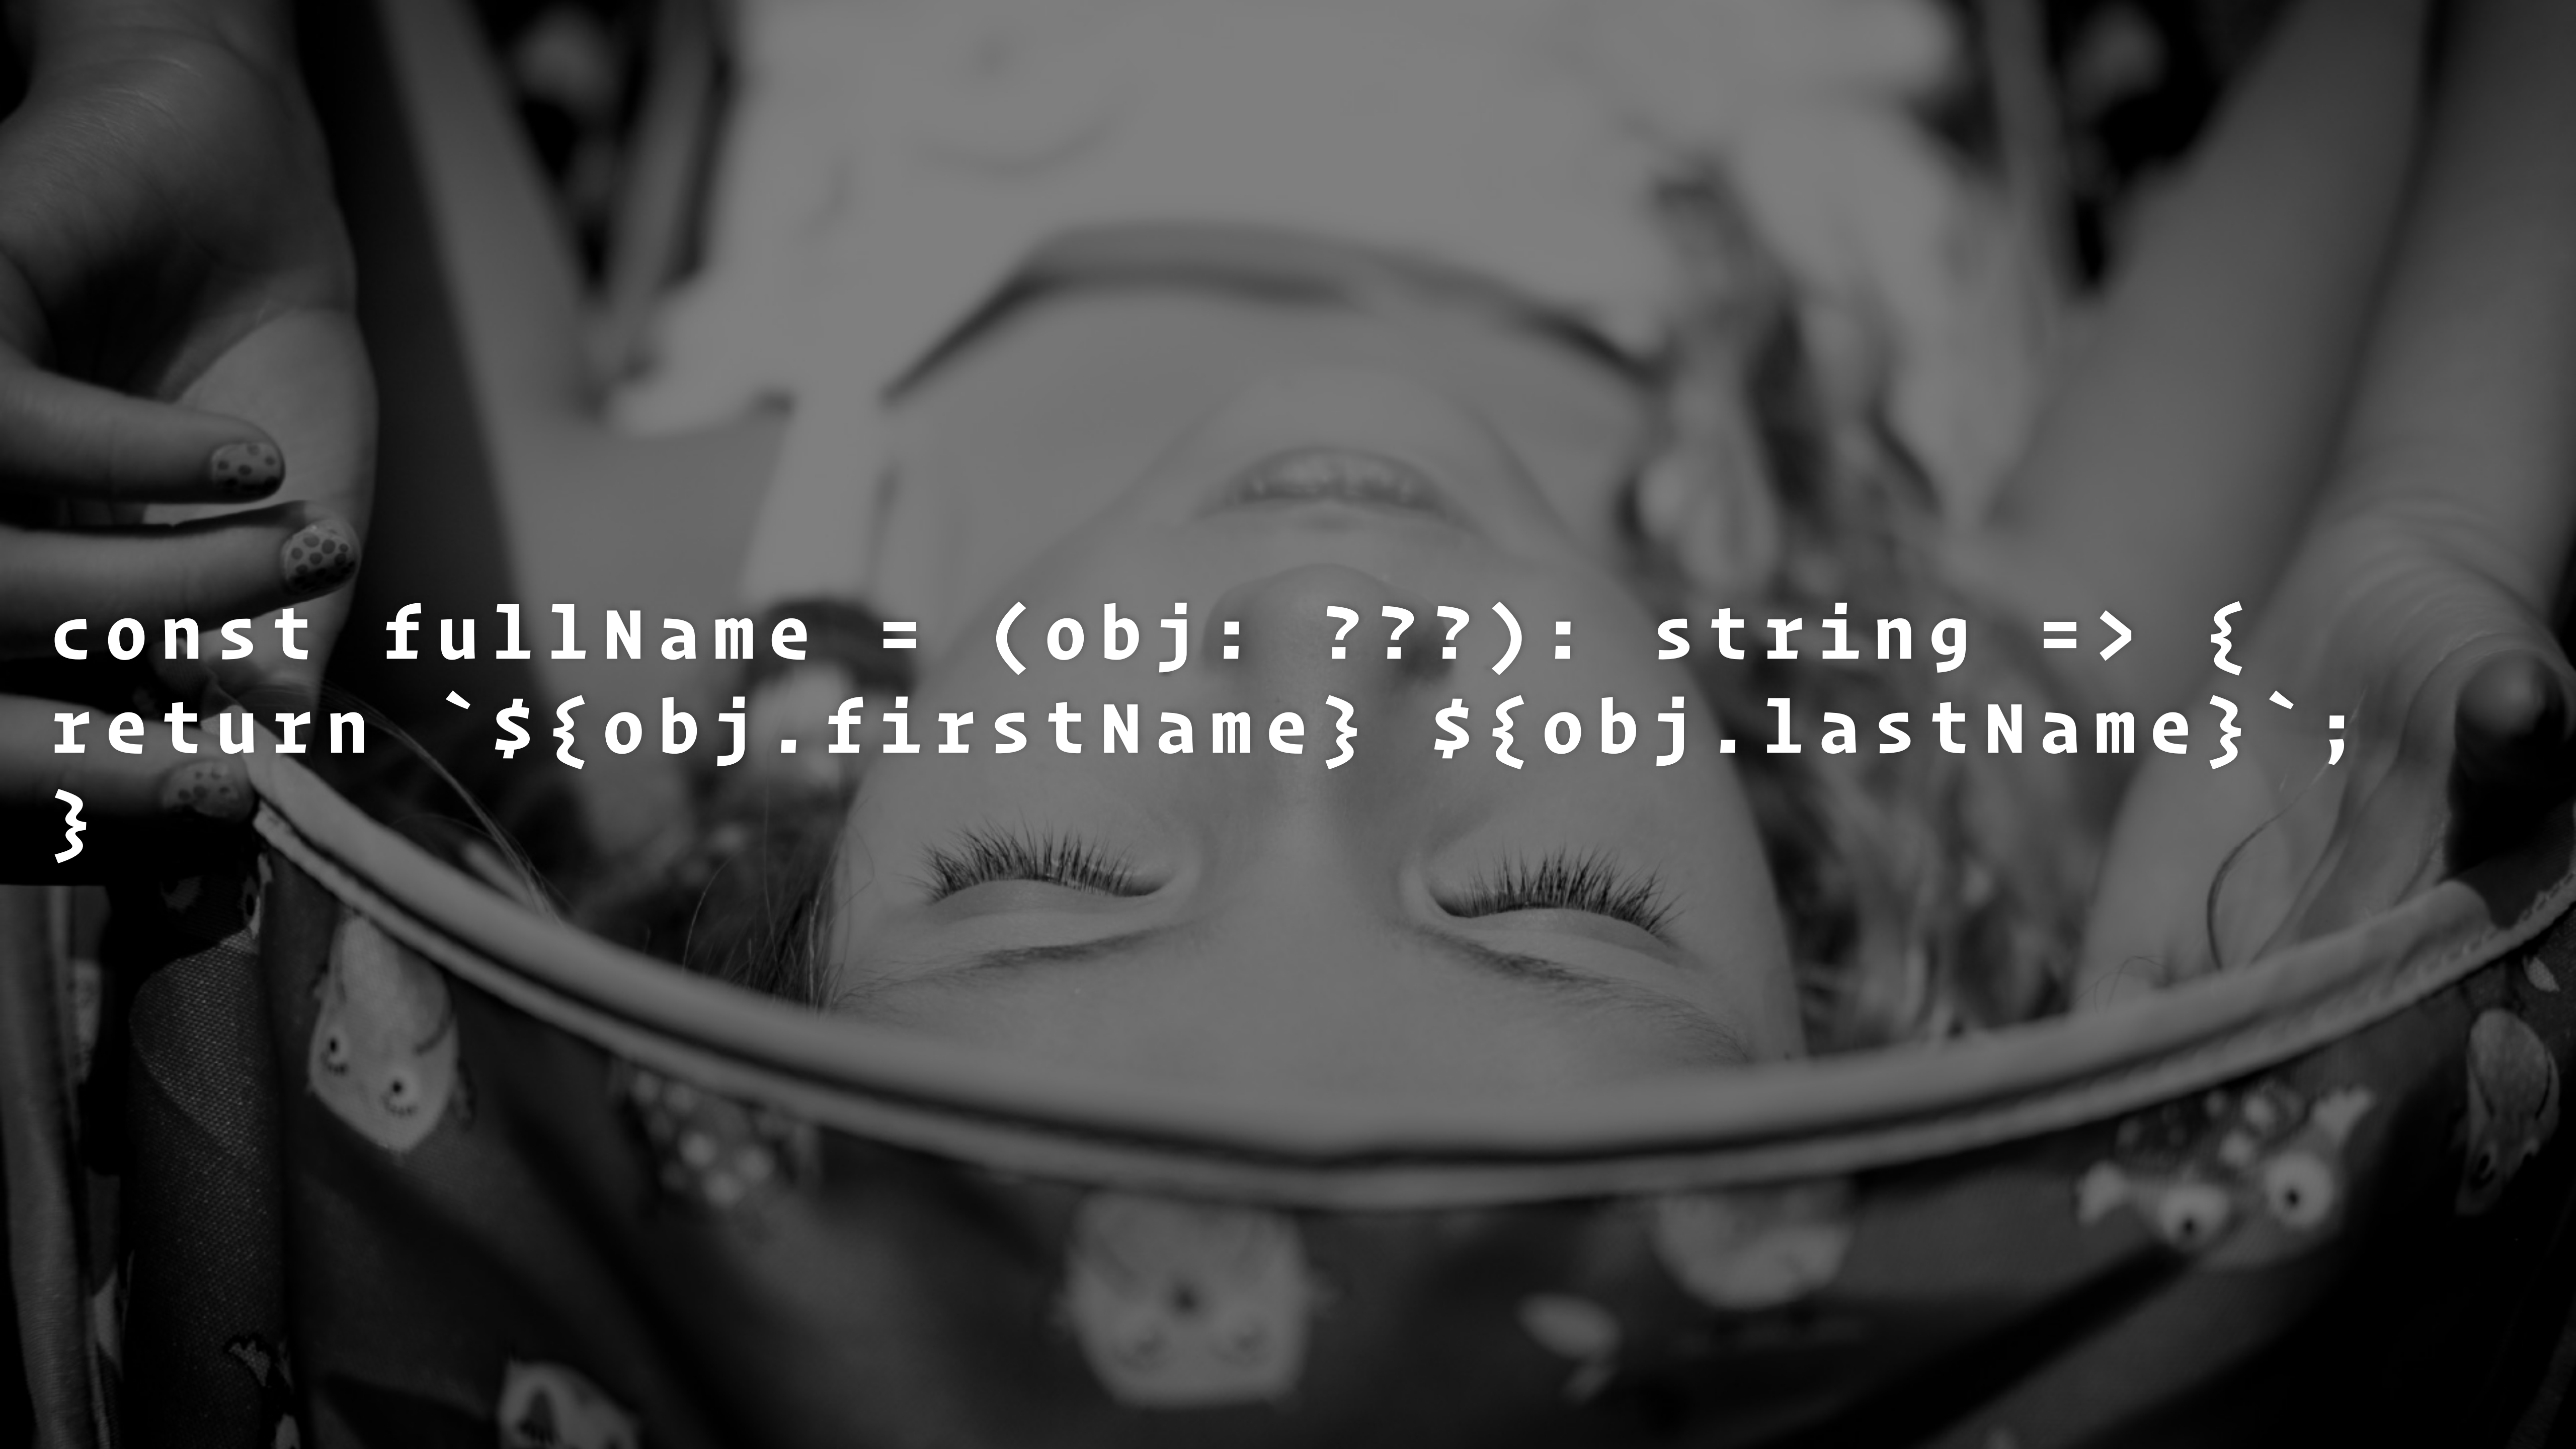 const fullName = (obj: ???): string => {
return `${obj.firstName} ${obj.lastName}`;
}